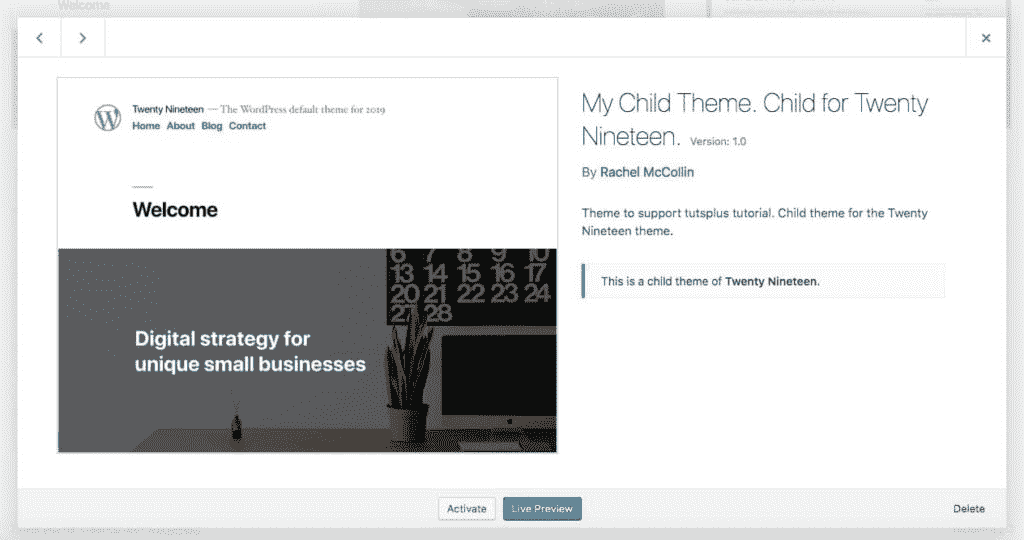 Welcome
Twenty Nineteen — The WordPress default theme for 2019
Home About Blog Contact
Welcome
6 7 8 9 10
13 14 15 16 17
20 21 22 23 24
27 28
Digital strategy for
unique small businesses
My Child Theme. Child for Twenty
Nineteen. Version: 1.0
By Rachel McCollin
Theme to support tutsplus tutorial. Child theme for the Twenty
Nineteen theme.
This is a child theme of Twenty Nineteen.
Activate
Live Preview
Delete